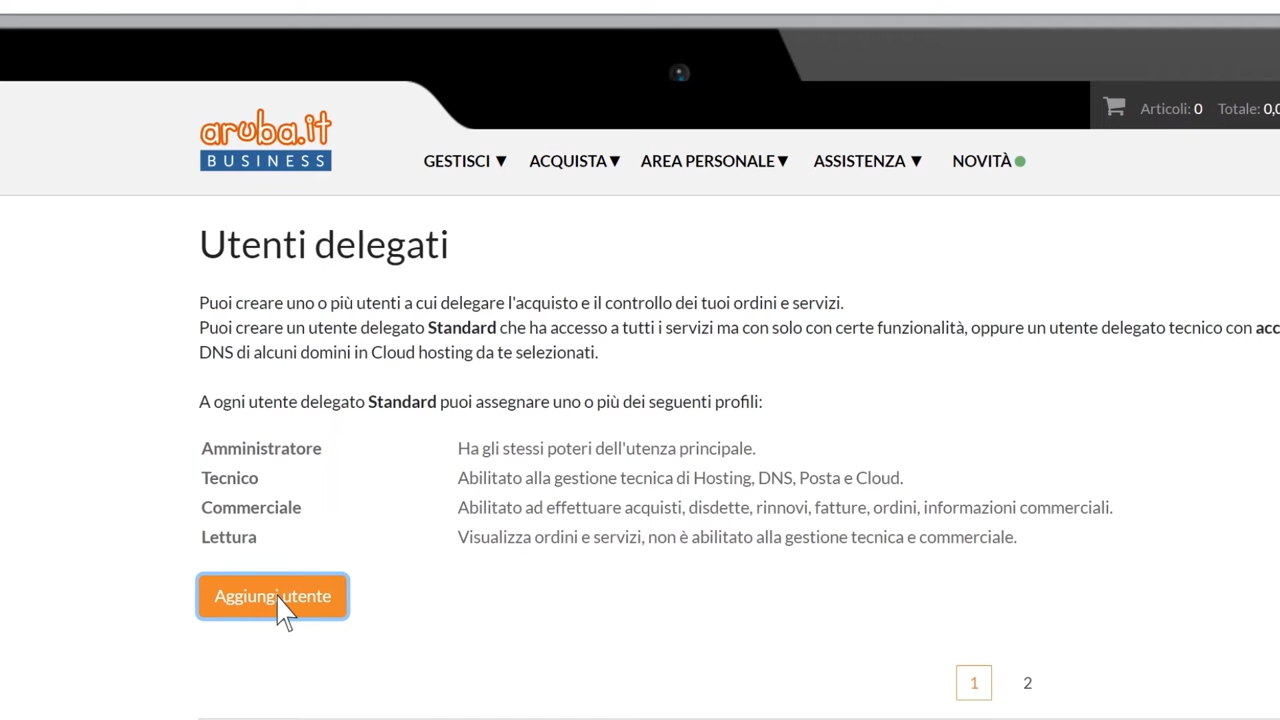 Articoli: 0 Totale: 0,0
aruba.it
BUSINESS
GESTISCI ▼ ACQUISTA▼ AREA PERSONALE▼ ASSISTENZA ▼ NOVITÀ
Utenti delegati
Puoi creare uno o più utenti a cui delegare l'acquisto e il controllo dei tuoi ordini e servizi.
Puoi creare un utente delegato Standard che ha accesso a tutti i servizi ma con solo con certe funzionalità, oppure un utente delegato tecnico con acc
DNS di alcuni domini in Cloud hosting da te selezionati.
A ogni utente delegato Standard puoi assegnare uno o più dei seguenti profili:
Amministratore Ha gli stessi poteri dell'utenza principale.
Tecnico Abilitato alla gestione tecnica di Hosting, DNS, Posta e Cloud.
Commerciale Abilitato ad effettuare acquisti, disdette, rinnovi, fatture, ordini, informazioni commerciali.
Lettura Visualizza ordini e servizi, non è abilitato alla gestione tecnica e commerciale.
Aggiungi utente
1 2